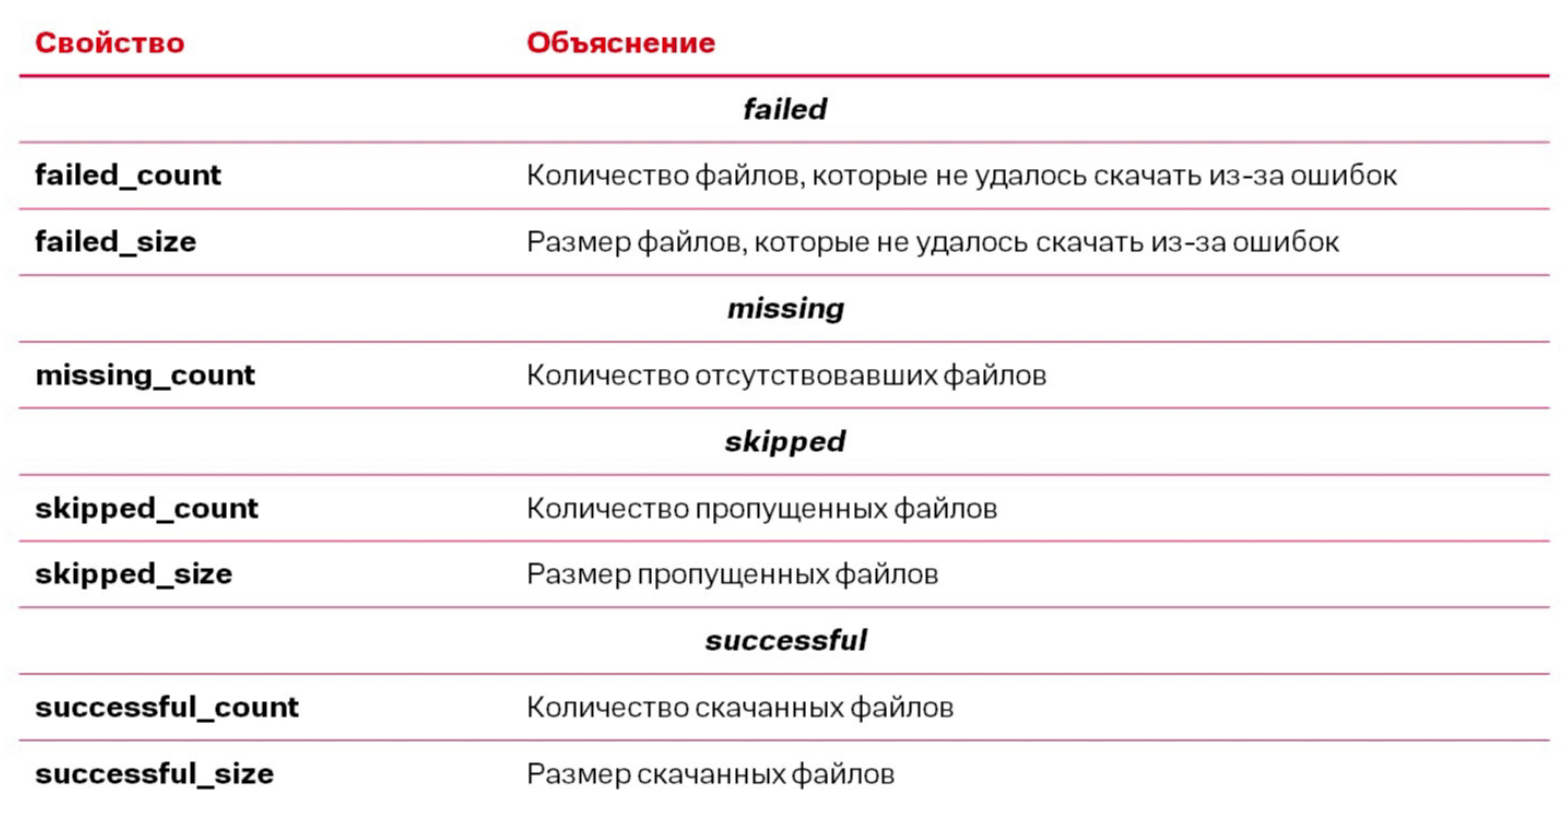 Свойство Объяснение
failed
failed_count Количество файлов, которые не удалось скачать из-за ошибок
failed_size Размер файлов, которые не удалось скачать из-за ошибок
missing
missing_count Количество отсутствовавших файлов
skipped
skipped_count Количество пропущенных файлов
skipped_size Размер пропущенных файлов
successful
successful_count Количество скачанных файлов
successful_size Размер скачанных файлов